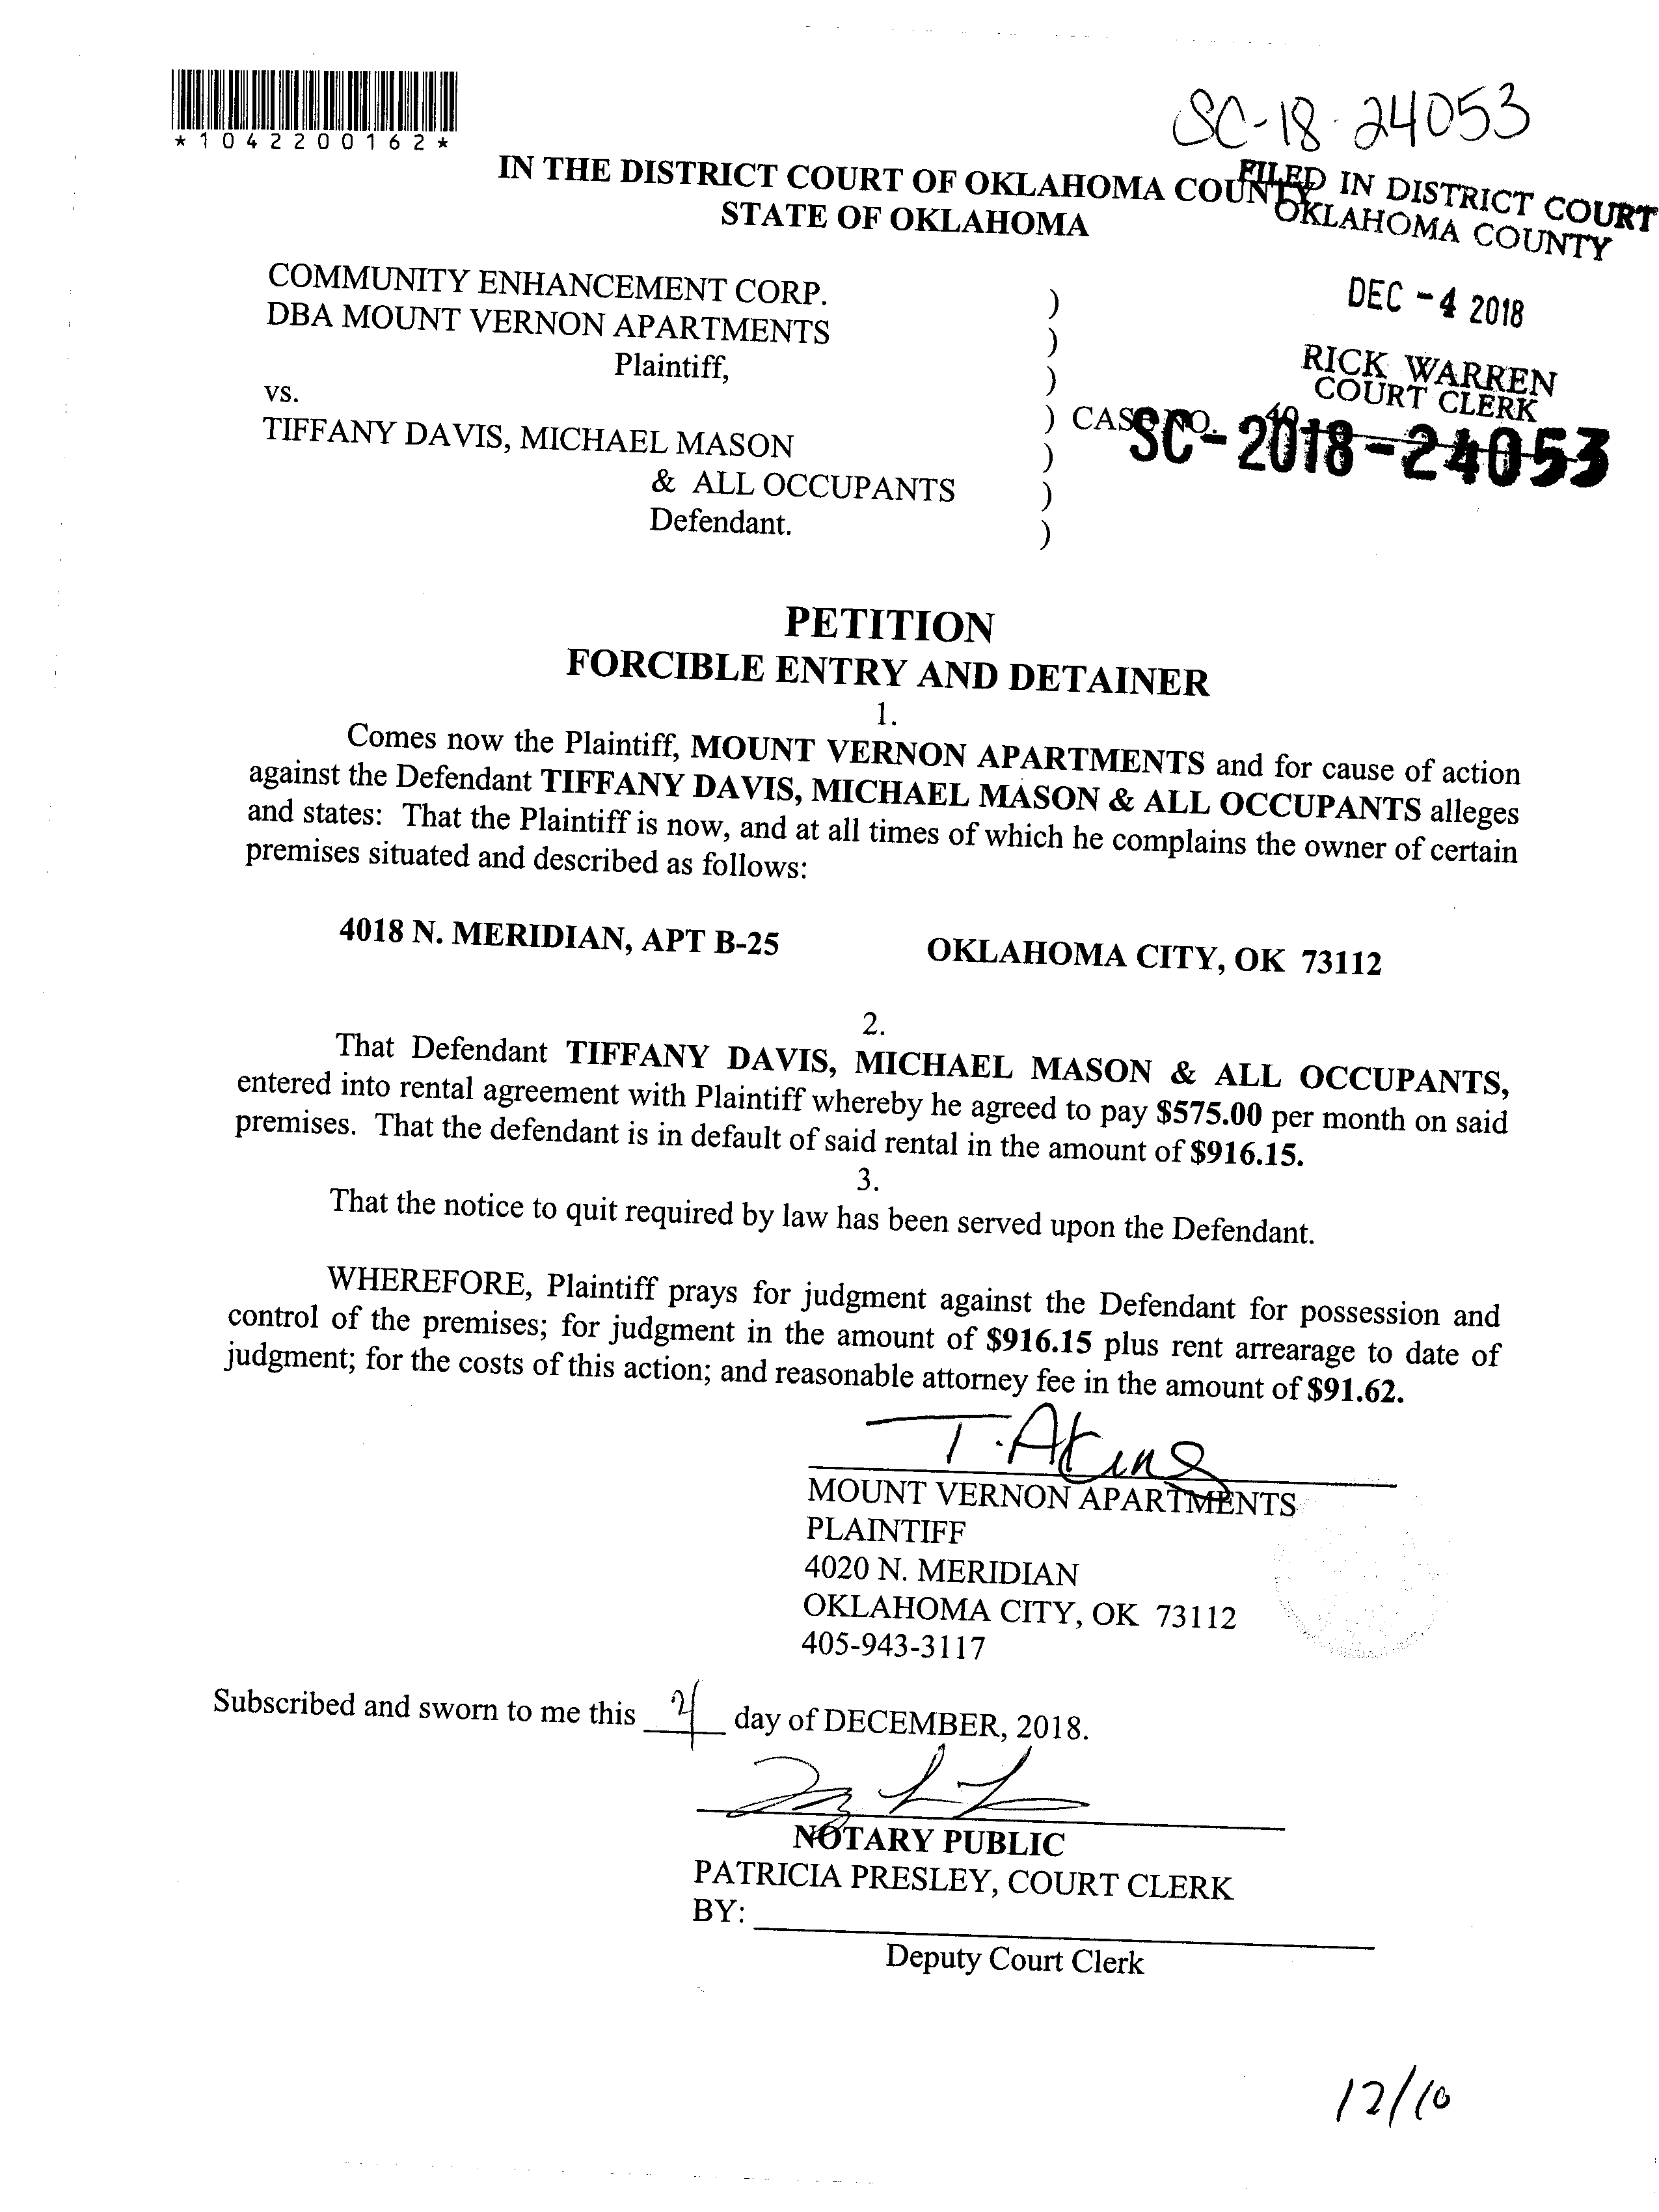 SC-18-24053
*1042200162*
IN THE DISTRICT COURT OF OKLAHOMA COUNTY
STATE OF OKLAHOMA
FILED IN DISTRICT COURT
OKLAHOMA COUNTY
DEC -4 2018
RICK WARREN
COURT CLERK
COMMUNITY ENHANCEMENT CORP. )
DBA MOUNT VERNON APARTMENTS )
Plaintiff, )
vs. ) CASE NO.
SC-2018-24053
TIFFANY DAVIS, MICHAEL MASON )
& ALL OCCUPANTS )
Defendant. )
PETITION
FORCIBLE ENTRY AND DETAINER
1.
Comes now the Plaintiff, MOUNT VERNON APARTMENTS and for cause of action
against the Defendant TIFFANY DAVIS, MICHAEL MASON & ALL OCCUPANTS alleges
and states: That the Plaintiff is now, and at all times of which he complains the owner of certain
premises situated and described as follows:
4018 N. MERIDIAN, APT B-25 OKLAHOMA CITY, OK 73112
2.
That Defendant TIFFANY DAVIS, MICHAEL MASON & ALL OCCUPANTS,
entered into rental agreement with Plaintiff whereby he agreed to pay $575.00 per month on said
premises. That the defendant is in default of said rental in the amount of $916.15.
3.
That the notice to quit required by law has been served upon the Defendant.
WHEREFORE, Plaintiff prays for judgment against the Defendant for possession and
control of the premises; for judgment in the amount of $916.15 plus rent arrearage to date of
judgment; for the costs of this action; and reasonable attorney fee in the amount of $91.62.
T. Atkins
MOUNT VERNON APARTMENTS
PLAINTIFF
4020 N. MERIDIAN
OKLAHOMA CITY, OK 73112
405-943-3117
Subscribed and sworn to me this 4 day of DECEMBER, 2018.
NOTARY PUBLIC
PATRICIA PRESLEY, COURT CLERK
BY:
Deputy Court Clerk
12/10